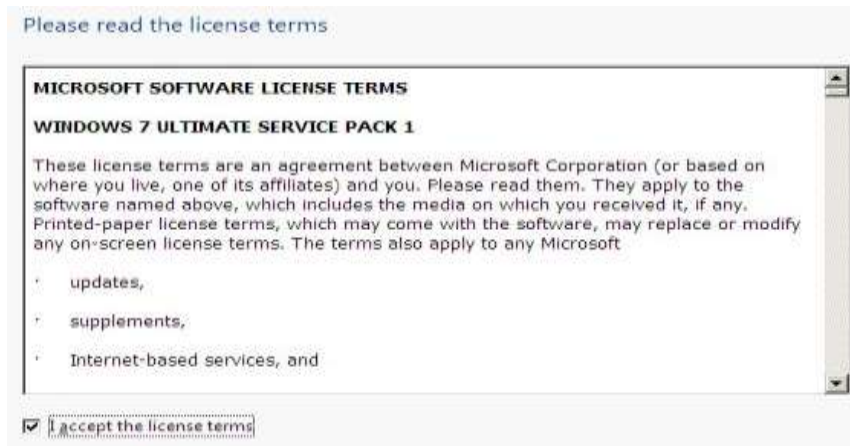 Please read the license terms
MICROSOFT SOFTWARE LICENSE TERMS
WINDOWS 7 ULTIMATE SERVICE PACK 1
These license terms are an agreement between Microsoft Corporation (or based on
where you live, one of its affiliates) and you. Please read them. They apply to the
software named above, which includes the media on which you received it, if any.
Printed-paper license terms, which may come with the software, may replace or modify
any on-screen license terms. The terms also apply to any Microsoft
· updates,
· supplements,
· Internet-based services, and
I accept the license terms